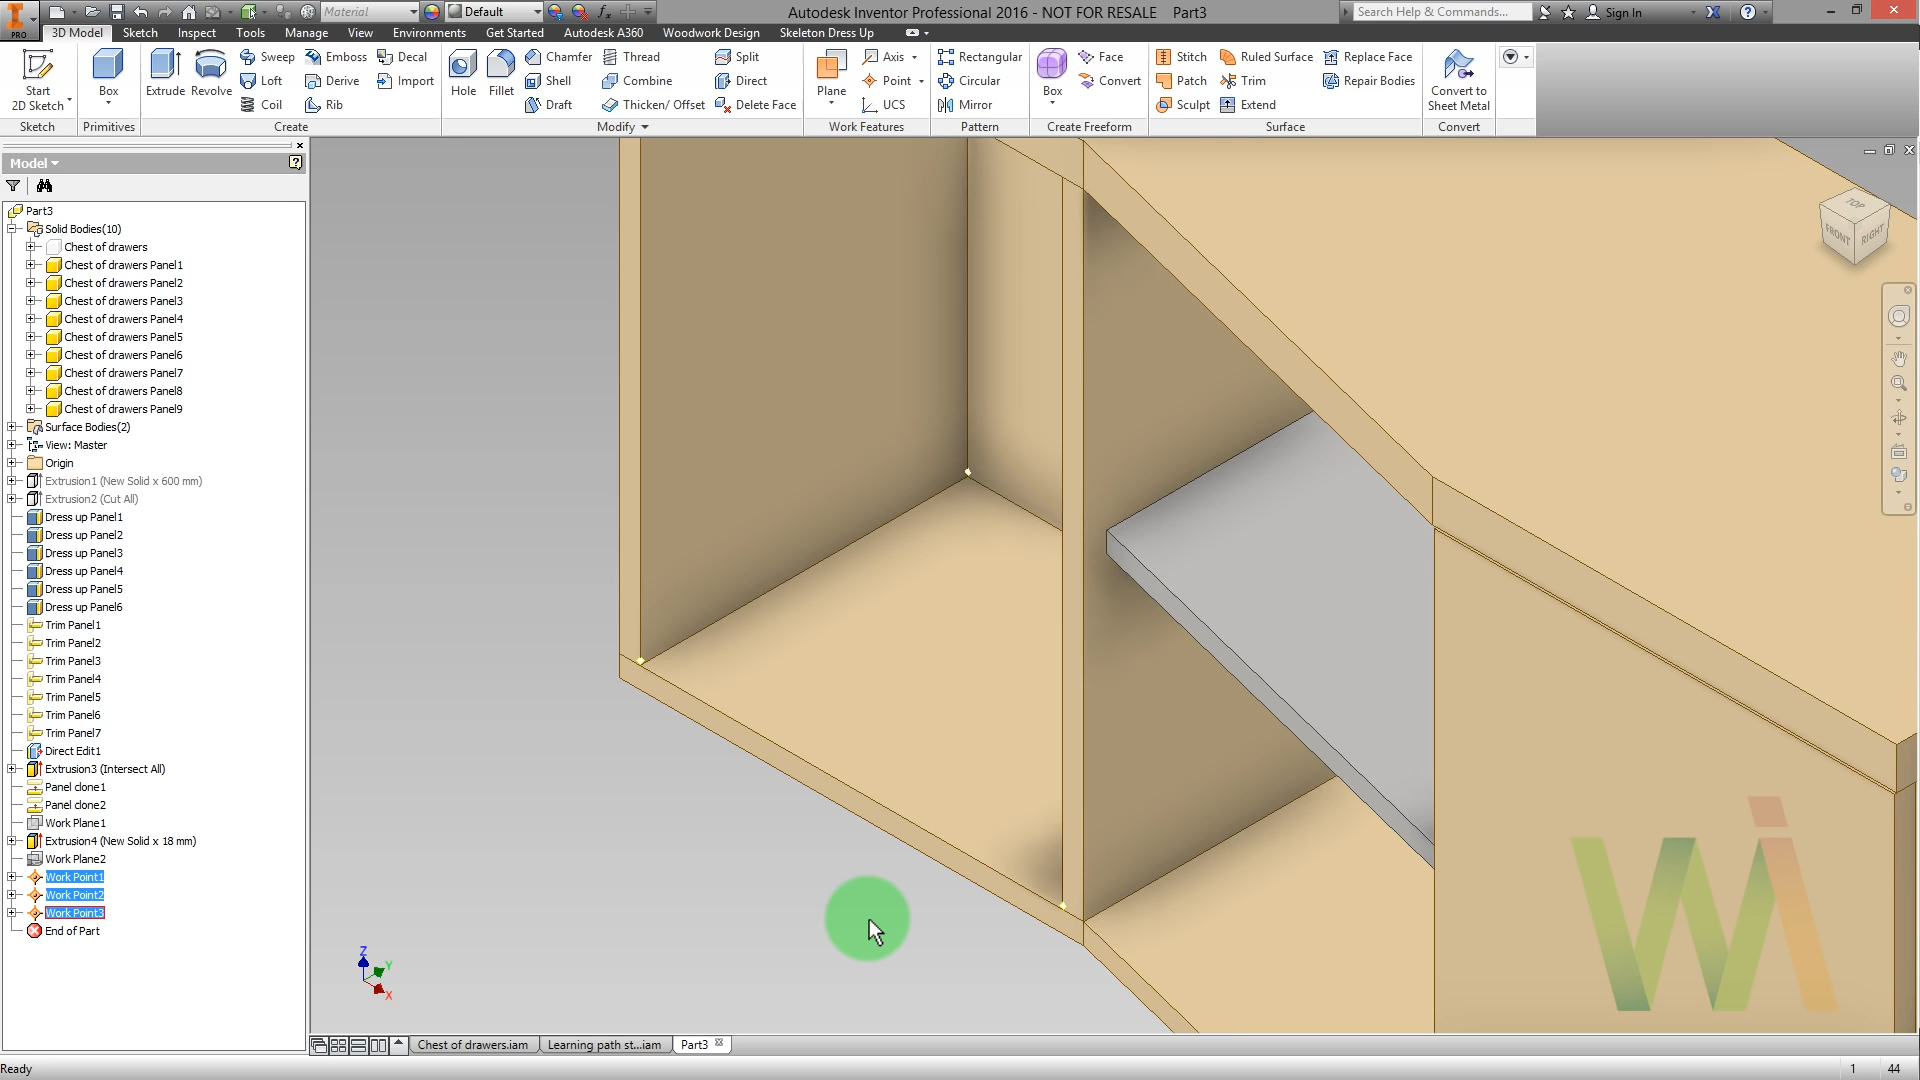 Material
Default
Autodesk Inventor Professional 2016 - NOT FOR RESALE Part3
Search Help & Commands...
Sign In
PRO
3D Model Sketch Inspect Tools Manage View Environments Get Started Autodesk A360 Woodwork Design Skeleton Dress Up
Start
2D Sketch
Box
Extrude
Revolve
Sweep
Loft
Coil
Emboss
Derive
Rib
Decal
Import
Hole
Fillet
Chamfer
Shell
Draft
Thread
Combine
Thicken/ Offset
Split
Direct
Delete Face
Plane
Axis
Point
UCS
Rectangular
Circular
Mirror
Box
Face
Convert
Stitch
Patch
Sculpt
Ruled Surface
Trim
Extend
Replace Face
Repair Bodies
Convert to
Sheet Metal
Sketch Primitives Create Modify Work Features Pattern Create Freeform Surface Convert
Model
Part3
Solid Bodies(10)
Chest of drawers
Chest of drawers Panel1
Chest of drawers Panel2
Chest of drawers Panel3
Chest of drawers Panel4
Chest of drawers Panel5
Chest of drawers Panel6
Chest of drawers Panel7
Chest of drawers Panel8
Chest of drawers Panel9
Surface Bodies(2)
View: Master
Origin
Extrusion1 (New Solid x 600 mm)
Extrusion2 (Cut All)
Dress up Panel1
Dress up Panel2
Dress up Panel3
Dress up Panel4
Dress up Panel5
Dress up Panel6
Trim Panel1
Trim Panel2
Trim Panel3
Trim Panel4
Trim Panel5
Trim Panel6
Trim Panel7
Direct Edit1
Extrusion3 (Intersect All)
Panel clone1
Panel clone2
Work Plane1
Extrusion4 (New Solid x 18 mm)
Work Plane2
Work Point1
Work Point2
Work Point3
End of Part
TOP
FRONT
RIGHT
Z
Y
X
Chest of drawers.iam
Learning path st...iam
Part3
Ready
1
44